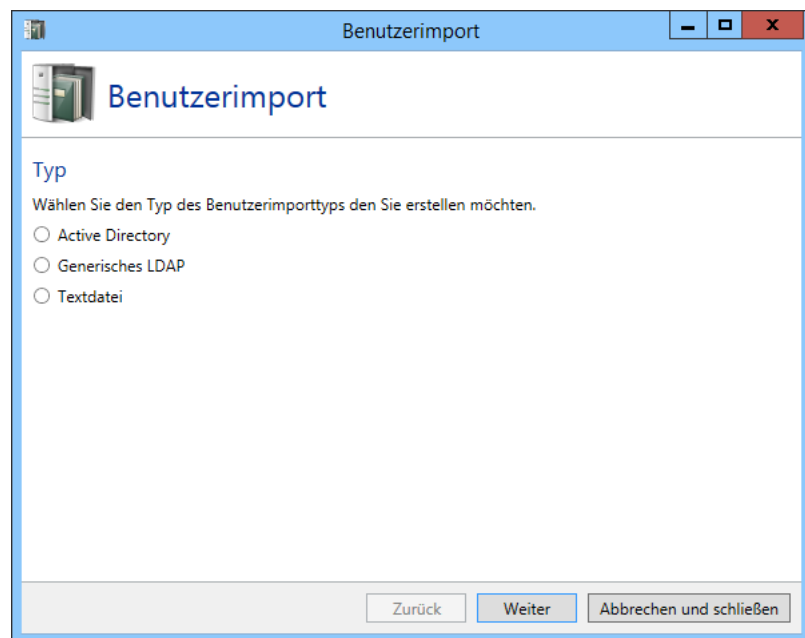 Benutzerimport
Benutzerimport
Typ
Wählen Sie den Typ des Benutzerimporttyps den Sie erstellen möchten.
Active Directory
Generisches LDAP
Textdatei
Zurück Weiter Abbrechen und schließen